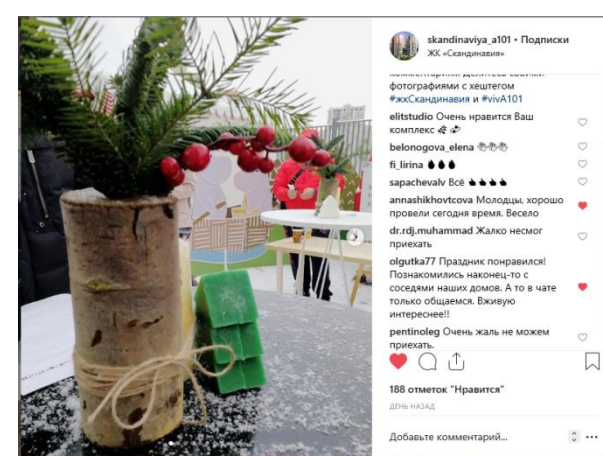 skandinaviya_a101 • Подписки
ЖК «Скандинавия»
фотографиями с хештегом
#жкСкандинавия и #vivA101
elitstudio Очень нравится Ваш
комплекс
belonogova_elena
fi_lirina
sapachevalv Всё
annashikhovtcova Молодцы, хорошо
провели сегодня время. Весело
dr.rdj.muhammad Жалко несмог
приехать
olgutka77 Праздник понравился!
Познакомились наконец-то с
соседями наших домов. А то в чате
только общаемся. Вживую
интереснее!!
pentinoleg Очень жаль не можем
приехать.
188 отметок "Нравится"
ДЕНЬ НАЗАД
Добавьте комментарий...